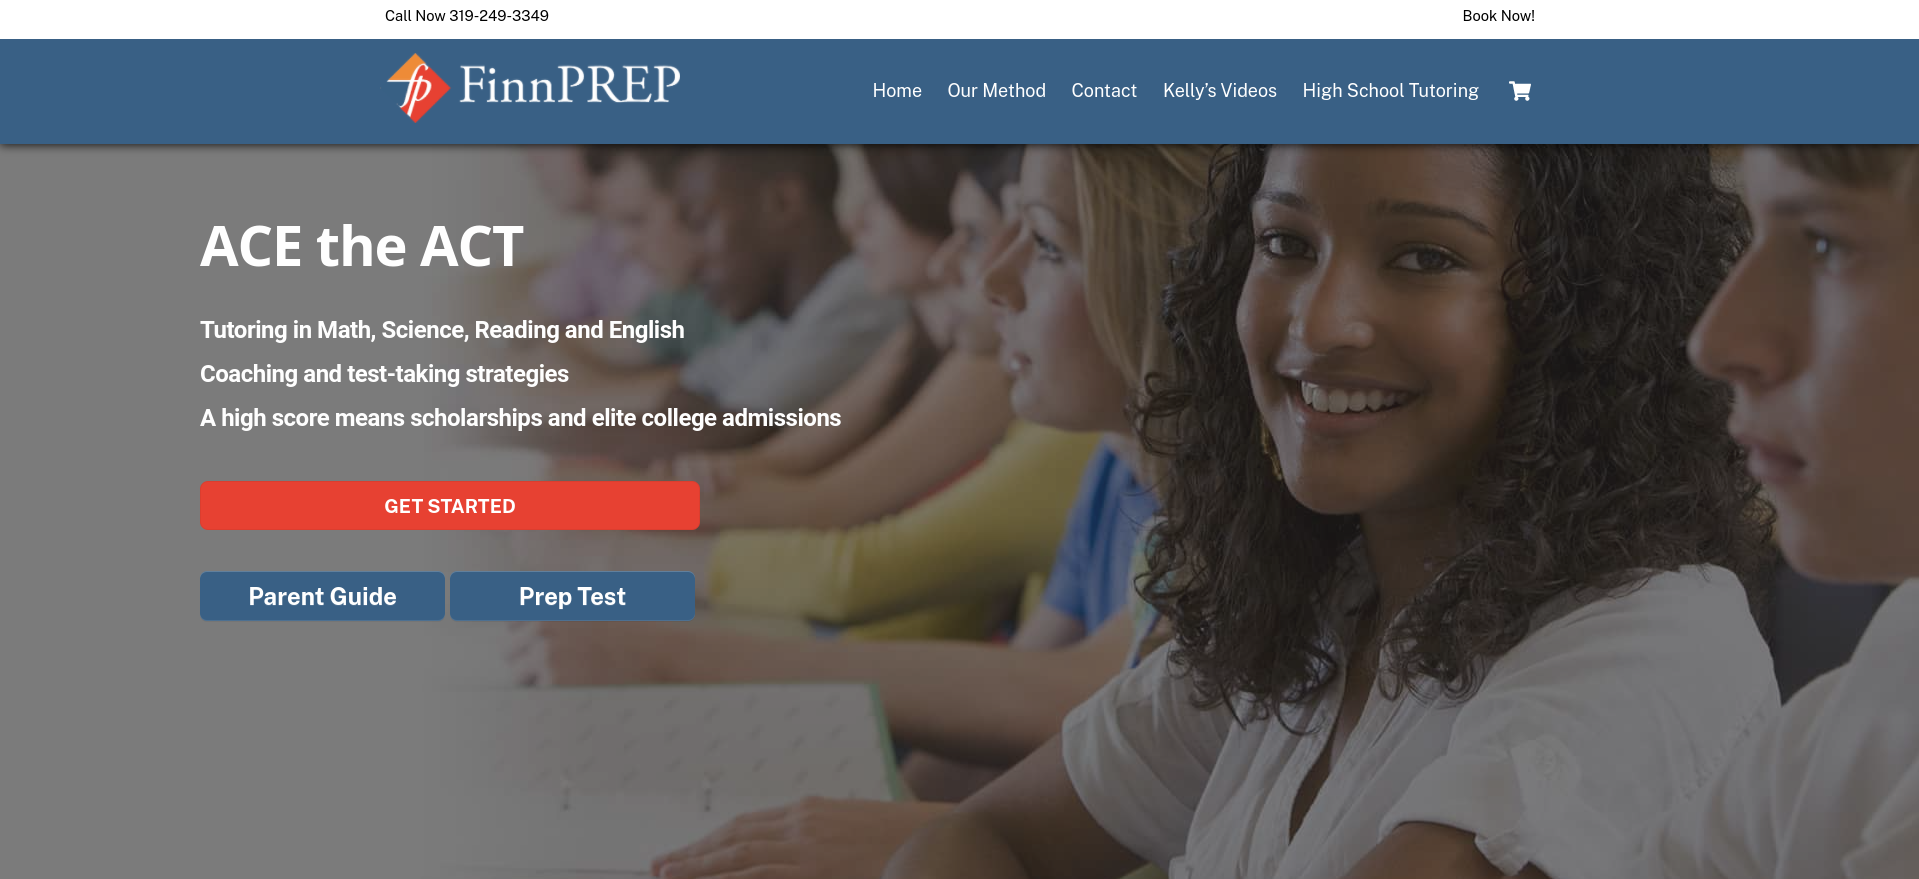 Call Now 319-249-3349
Book Now!
fp FinnPREP
Home Our Method Contact Kelly's Videos High School Tutoring
ACE the ACT
Tutoring in Math, Science, Reading and English
Coaching and test-taking strategies
A high score means scholarships and elite college admissions
GET STARTED
Parent Guide Prep Test